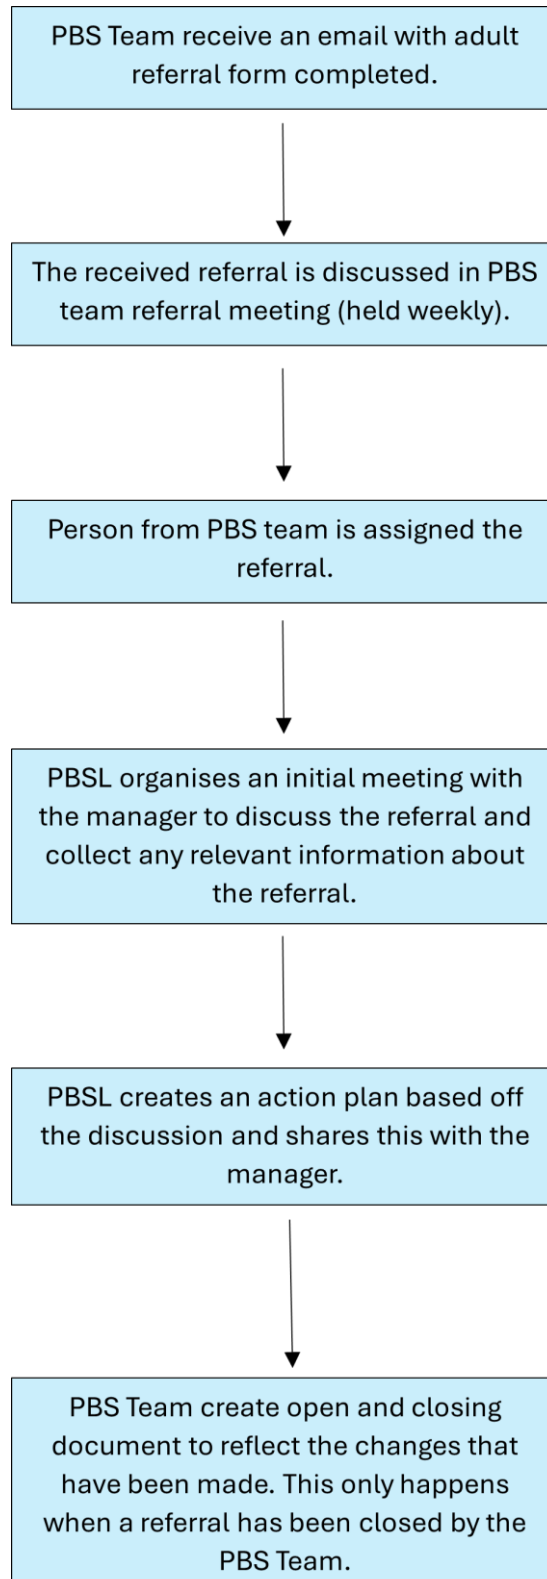 PBS Team receive an email with adult
referral form completed.
The received referral is discussed in PBS
team referral meeting (held weekly).
Person from PBS team is assigned the
referral.
PBSL organises an initial meeting with
the manager to discuss the referral and
collect any relevant information about
the referral.
PBSL creates an action plan based off
the discussion and shares this with the
manager.
PBS Team create open and closing
document to reflect the changes that
have been made. This only happens
when a referral has been closed by the
PBS Team.